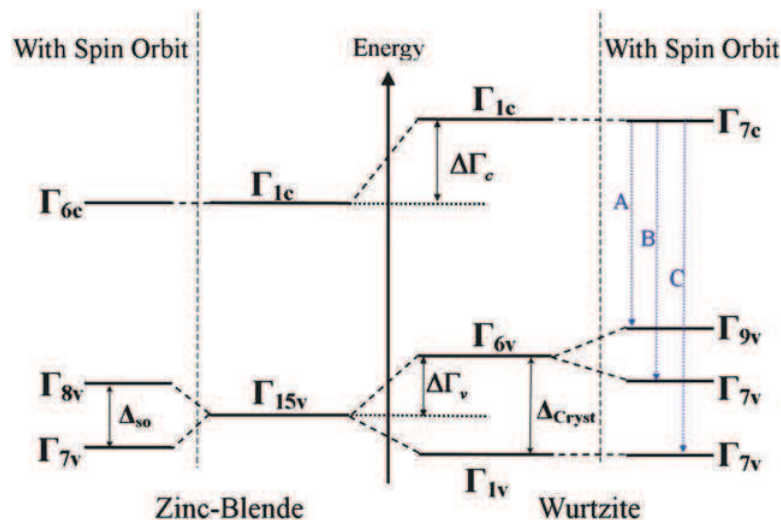 With Spin Orbit
Energy
With Spin Orbit
Γ1c
Γ7c
ΔΓc
Γ6c
Γ1c
A
B
C
Γ9v
Γ6v
Γ8v
Γ15v
ΔΓv
Γ7v
Δso
ΔCryst
Γ7v
Γ1v
Γ7v
Zinc-Blende
Wurtzite